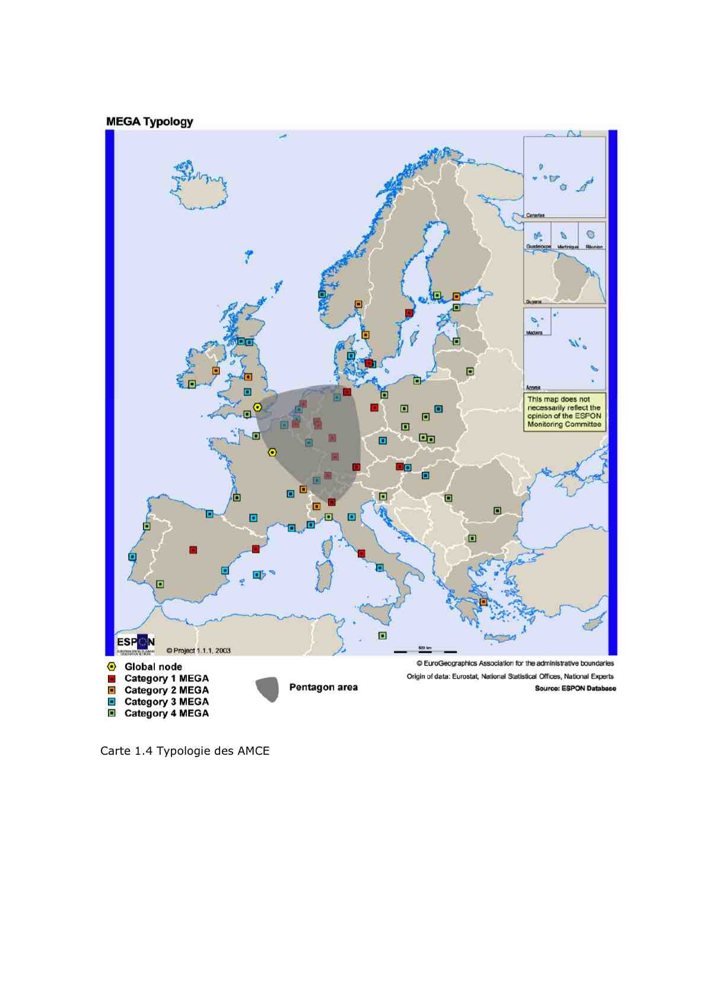 MEGA Typology
Canarias
Guadeloupe
Martinique
Réunion
Guyane
Madeira
This map does not
necessarily reflect the
opinion of the ESPON
Monitoring Committee
ESPON
© Project 1.1.1, 2003
600 km
Global node
Category 1 MEGA
Category 2 MEGA
Category 3 MEGA
Category 4 MEGA
Pentagon area
© EuroGeographics Association for the administrative boundaries
Origin of data: Eurostat, National Statistical Offices, National Experts
Source: ESPON Database
Carte 1.4 Typologie des AMCE